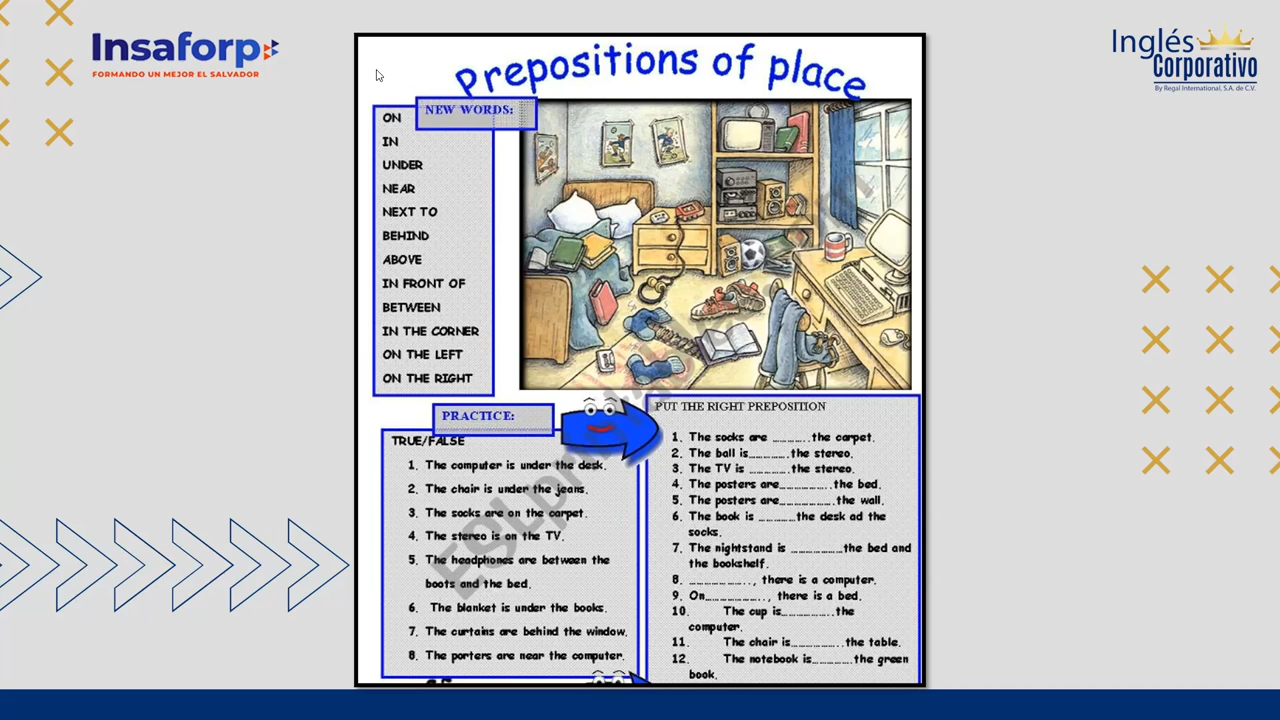 Insaforp
FORMANDO UN MEJOR EL SALVADOR
Inglés
Corporativo
By Regal International, S.A. de C.V.
Prepositions of place
NEW WORDS:
ON
IN
UNDER
NEAR
NEXT TO
BEHIND
ABOVE
IN FRONT OF
BETWEEN
IN THE CORNER
ON THE LEFT
ON THE RIGHT
PRACTICE:
TRUE/FALSE
1. The computer is under the desk.
2. The chair is under the jeans.
3. The socks are on the carpet.
4. The stereo is on the TV.
5. The headphones are between the
boots and the bed.
6. The blanket is under the books.
7. The curtains are behind the window.
8. The porters are near the computer.
PUT THE RIGHT PREPOSITION
1. The socks are ………..the carpet.
2. The ball is………….the stereo.
3. The TV is ………….the stereo.
4. The posters are…………..the bed.
5. The posters are…………….the wall.
6. The book is ………..the desk ad the
socks.
7. The nightstand is ……………the bed and
the bookshelf.
8. ……………….., there is a computer.
9. On…………….., there is a bed.
10. The cup is…………..the
computer.
11. The chair is……………..the table.
12. The notebook is………….the green
book.